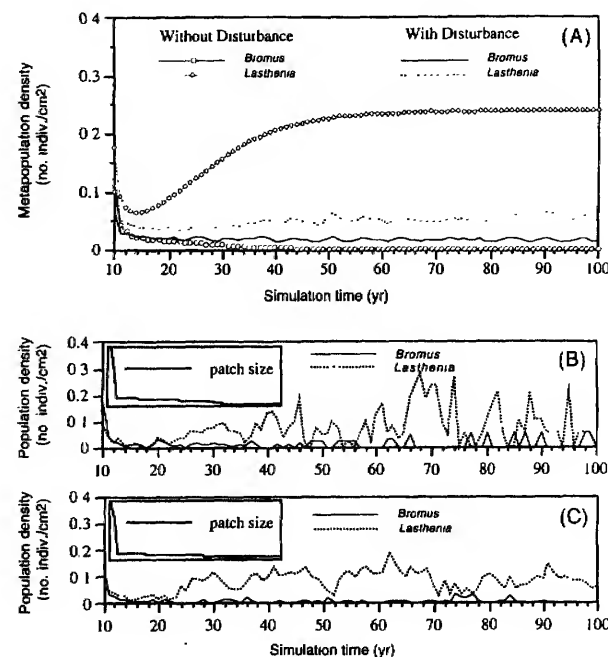 0.4
Without Disturbance With Disturbance (A)
Bromus Bromus
Lasthenia Lasthenia
0.3
0.2
0.1
0
Metapopulation density
(no. indiv./cm2)
10 20 30 40 50 60 70 80 90 100
Simulation time (yr)
0.4
0.3
0.2
0 1
0
Population density
(no. indiv./cm2)
patch size
Bromus
Lasthenia
(B)
10 20 30 40 50 60 70 80 90 100
0.4
0.3
0.2
0 1
0
Population density
(no. indiv./cm2)
patch size
Bromus
Lasthenia
(C)
10 20 30 40 50 60 70 80 90 100
Simulation time (yr)